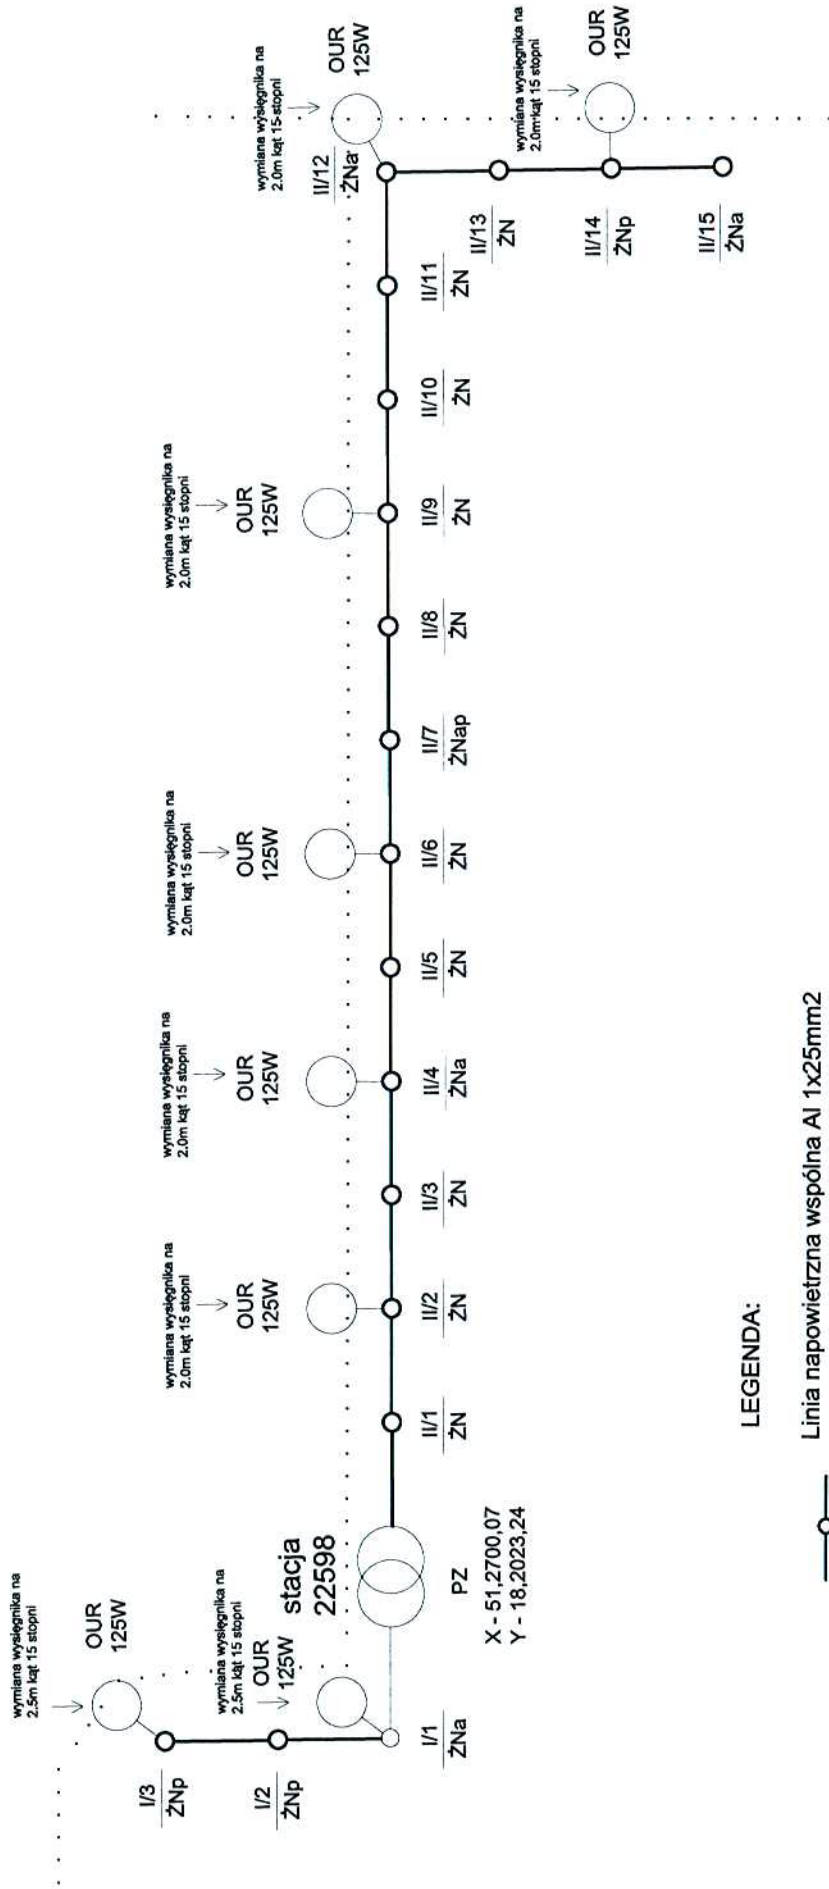 wymiana wysięgnika na
2.5m kąt 15 stopni
OUR
125W
I/3
ŻNp
wymiana wysięgnika na
2.5m kąt 15 stopni
OUR
125W
I/2
ŻNp
I/1
ŻNa
stacja
22598
PZ
X - 51,2700,07
Y - 18,2023,24
II/1
ŻN
wymiana wysięgnika na
2.0m kąt 15 stopni
OUR
125W
II/2
ŻN
II/3
ŻN
wymiana wysięgnika na
2.0m kąt 15 stopni
OUR
125W
II/4
ŻNa
II/5
ŻN
wymiana wysięgnika na
2.0m kąt 15 stopni
OUR
125W
II/6
ŻN
II/7
ŻNap
II/8
ŻN
wymiana wysięgnika na
2.0m kąt 15 stopni
OUR
125W
II/9
ŻN
II/10
ŻN
II/11
ŻN
wymiana wysięgnika na
2.0m kąt 15 stopni
OUR
125W
II/12
ŻNa
II/13
ŻN
wymiana wysięgnika na
2.0m kąt 15 stopni
OUR
125W
II/14
ŻNp
II/15
ŻNa
LEGENDA:
Linia napowietrzna wspólna Al 1x25mm2